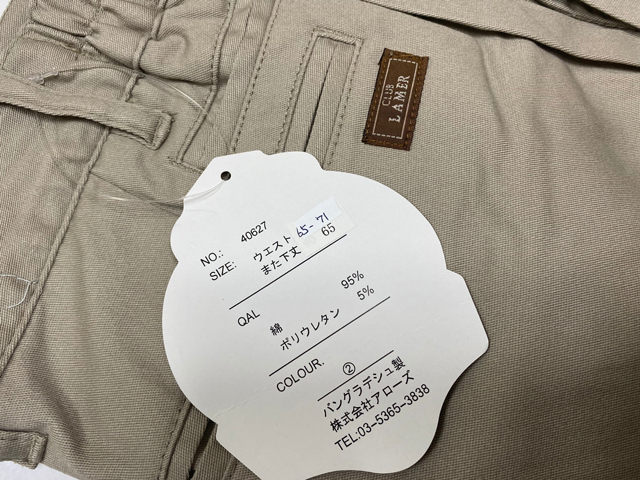 CLUB
LAMER
NO.: 40627
SIZE: ウエスト 65-71
また下丈 65
QAL
綿 95%
ポリウレタン 5%
COLOUR. ②
バングラデシュ製
株式会社アローズ
TEL:03-5365-3838